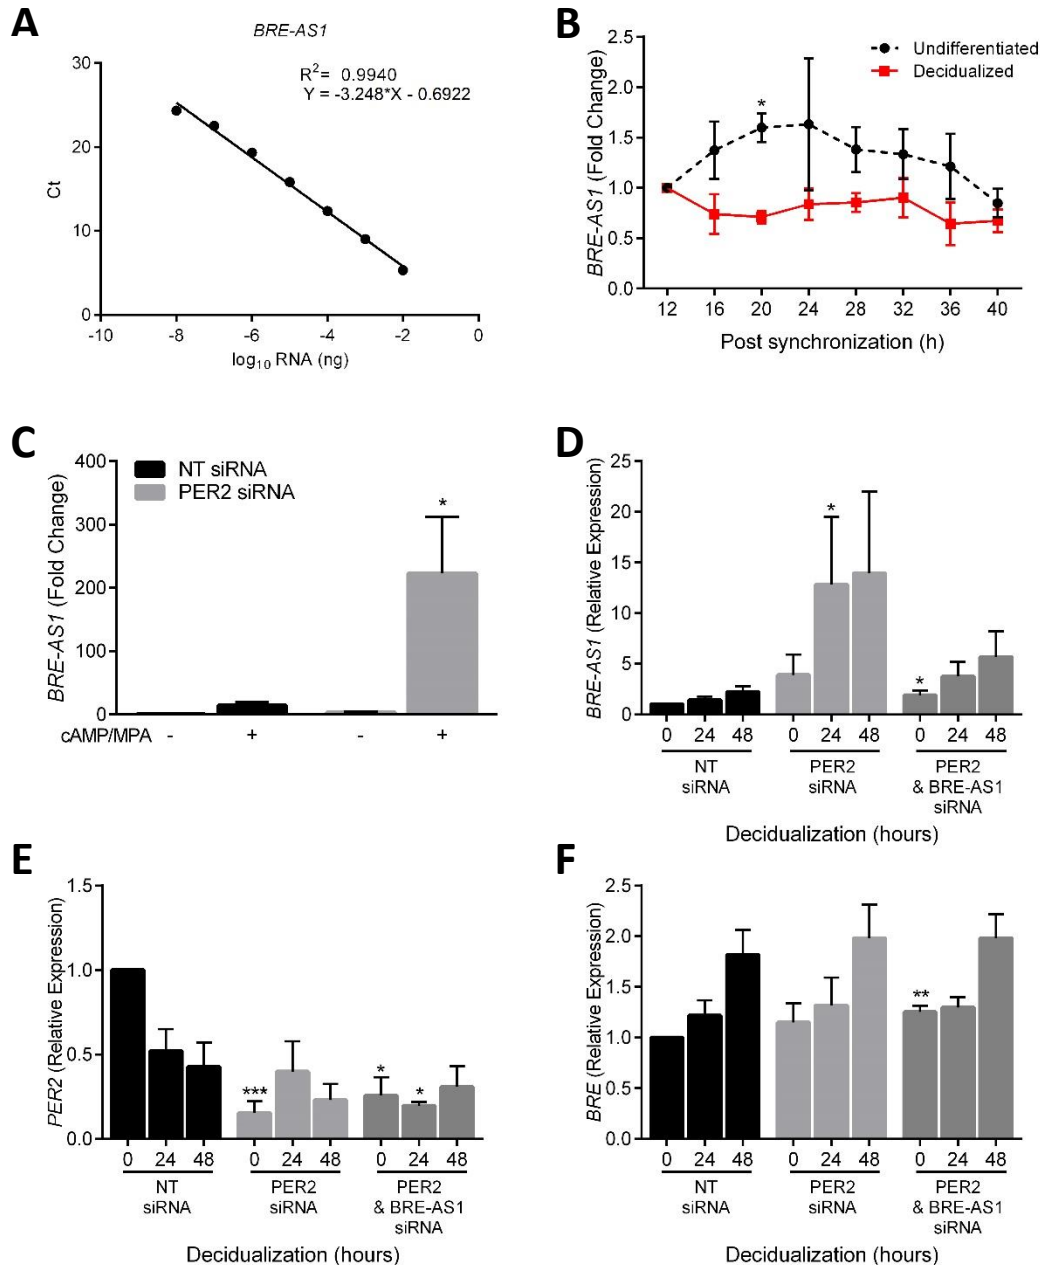 A
BRE-AS1
R2= 0.9940
Y = -3.248*X - 0.6922
30
20
10
0
Ct
-10
-8
-6
-4
-2
0
log10 RNA (ng)
B
Undifferentiated
Decidualized
*
2.5
2.0
1.5
1.0
0.5
0.0
BRE-AS1 (Fold Change)
12 16 20 24 28 32 36 40
Post synchronization (h)
C
NT siRNA
PER2 siRNA
*
400
300
200
100
0
BRE-AS1 (Fold Change)
cAMP/MPA - + - +
D
25
20
15
10
5
0
BRE-AS1 (Relative Expression)
*
*
0 24 48 0 24 48 0 24 48
NT
siRNA
PER2
siRNA
PER2
& BRE-AS1
siRNA
Decidualization (hours)
E
1.5
1.0
0.5
0.0
PER2 (Relative Expression)
***
*
*
0 24 48 0 24 48 0 24 48
NT
siRNA
PER2
siRNA
PER2
& BRE-AS1
siRNA
Decidualization (hours)
F
2.5
2.0
1.5
1.0
0.5
0.0
BRE (Relative Expression)
**
0 24 48 0 24 48 0 24 48
NT
siRNA
PER2
siRNA
PER2
& BRE-AS1
siRNA
Decidualization (hours)